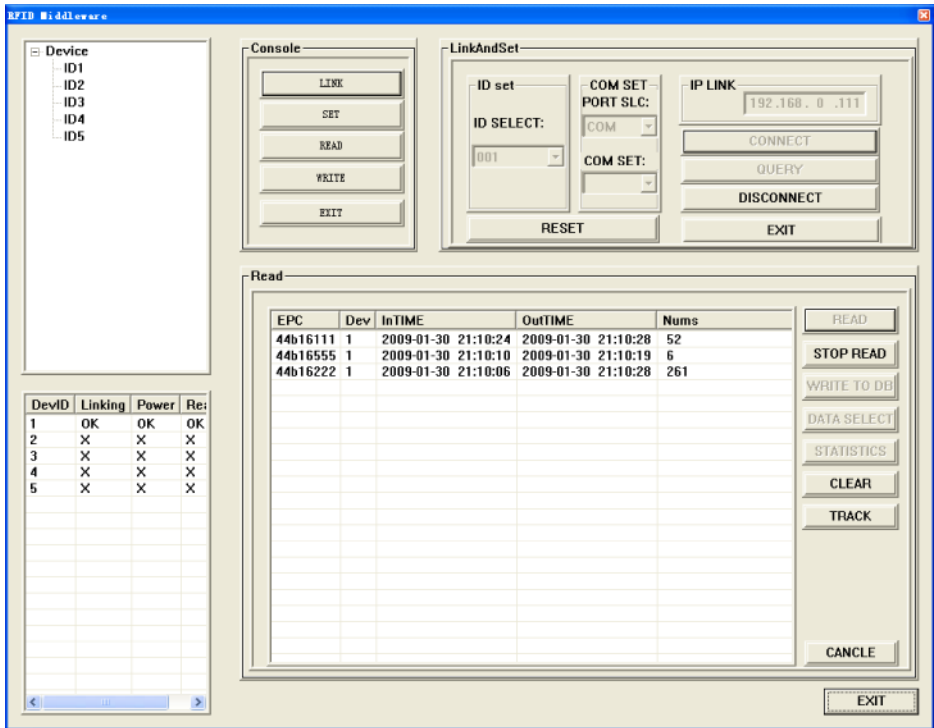 RFID Middleware
Device
ID1
ID2
ID3
ID4
ID5
Console
LINK
SET
READ
WRITE
EXIT
LinkAndSet
ID set
ID SELECT:
001
COM SET
PORT SLC:
COM
COM SET:
RESET
IP LINK
192.168. 0 .111
CONNECT
QUERY
DISCONNECT
EXIT
DevID Linking Power Rea
1 OK OK OK
2 X X X
3 X X X
4 X X X
5 X X X
Read
EPC Dev InTIME OutTIME Nums
44b16111 1 2009-01-30 21:10:24 2009-01-30 21:10:28 52
44b16555 1 2009-01-30 21:10:10 2009-01-30 21:10:19 6
44b16222 1 2009-01-30 21:10:06 2009-01-30 21:10:28 261
READ
STOP READ
WRITE TO DB
DATA SELECT
STATISTICS
CLEAR
TRACK
CANCLE
EXIT